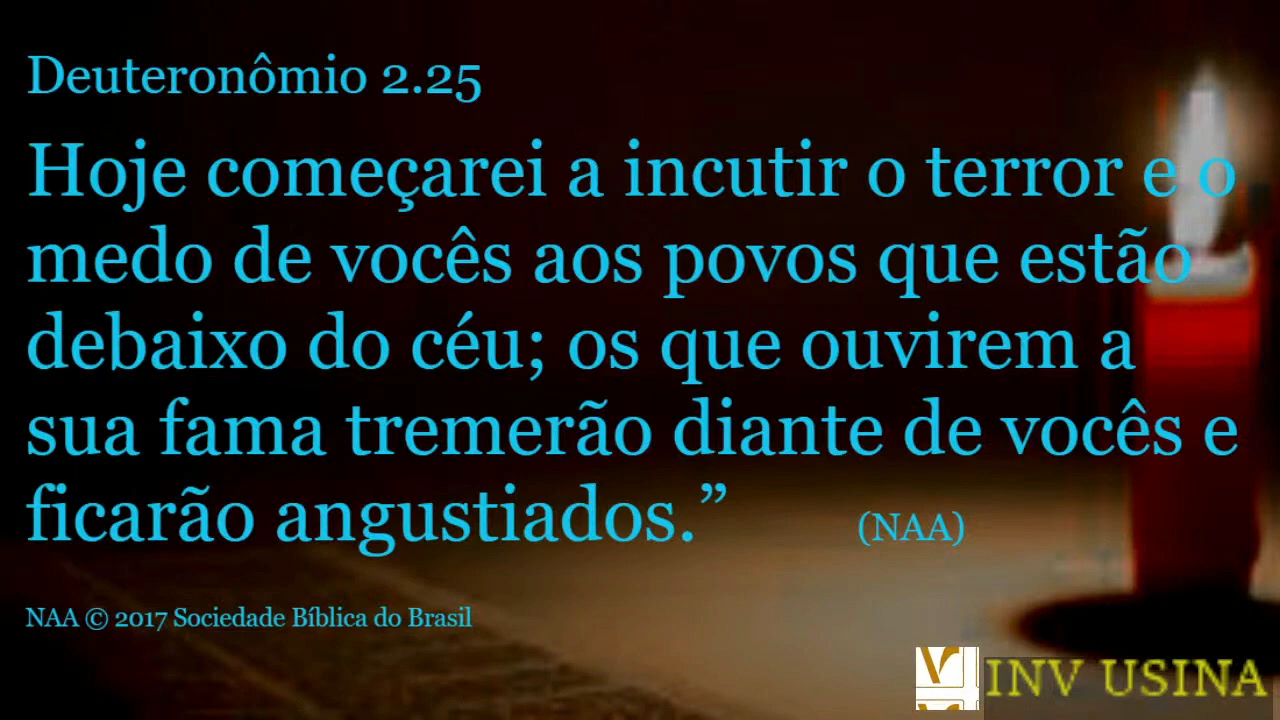 Deuteronômio 2.25
Hoje começarei a incutir o terror e o
medo de vocês aos povos que estão
debaixo do céu; os que ouvirem a
sua fama tremerão diante de vocês e
ficarão angustiados.” (NAA)
NAA © 2017 Sociedade Bíblica do Brasil
INV USINA